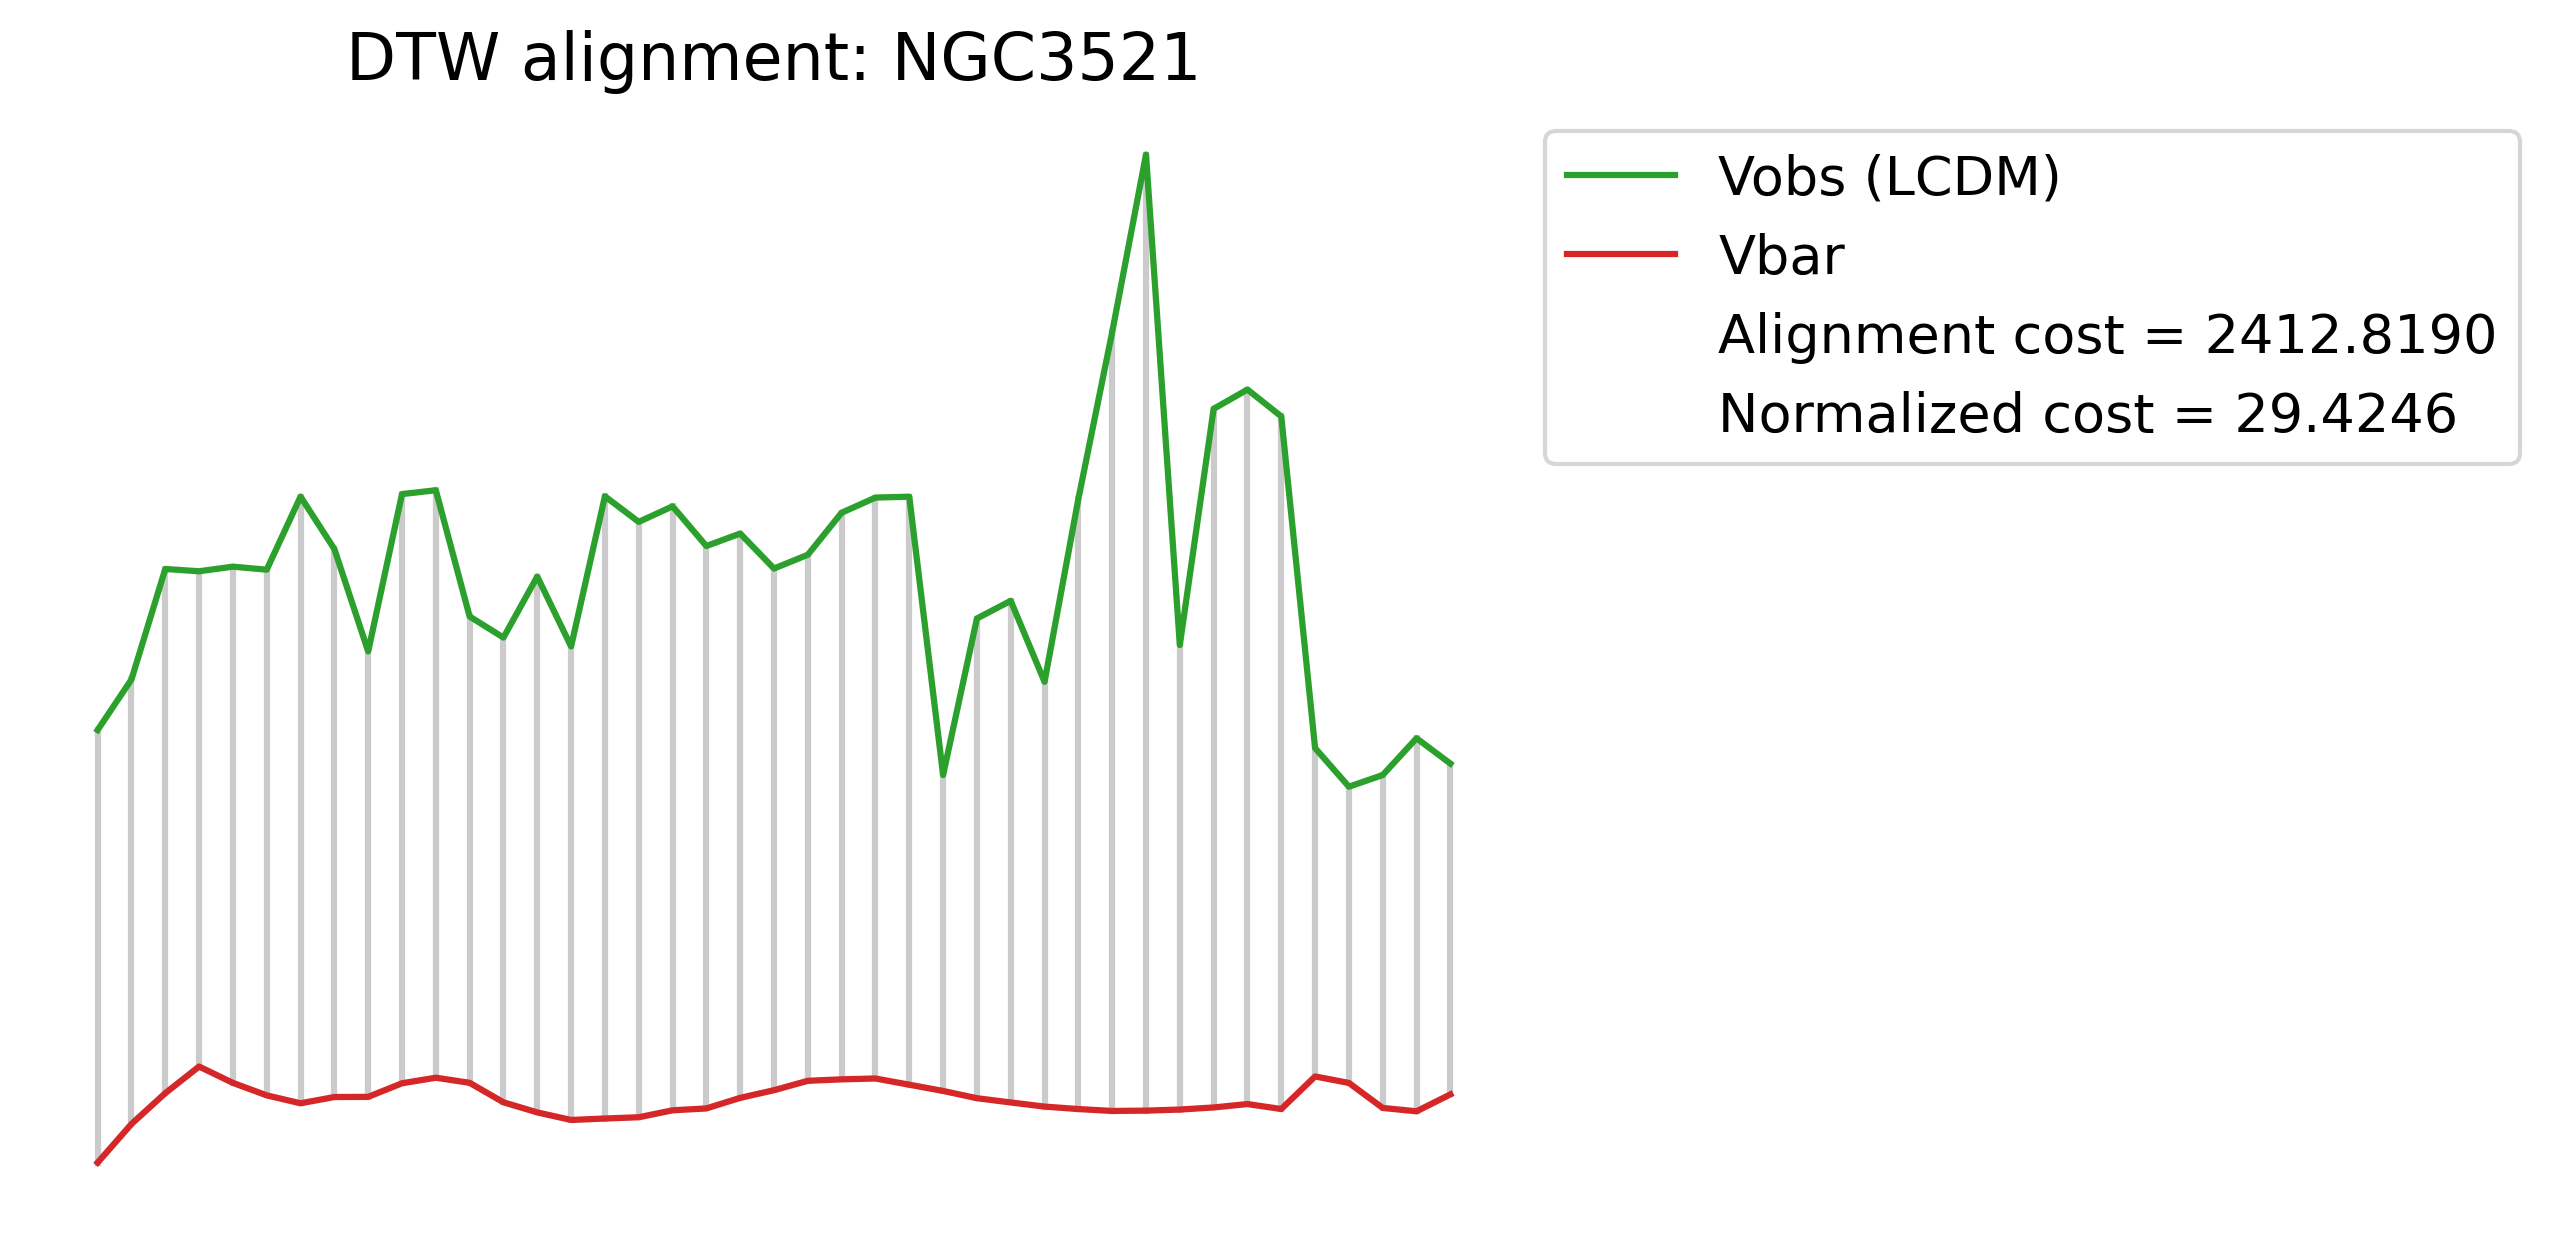 DTW alignment: NGC3521
Vobs (LCDM)
Vbar
Alignment cost = 2412.8190
Normalized cost = 29.4246